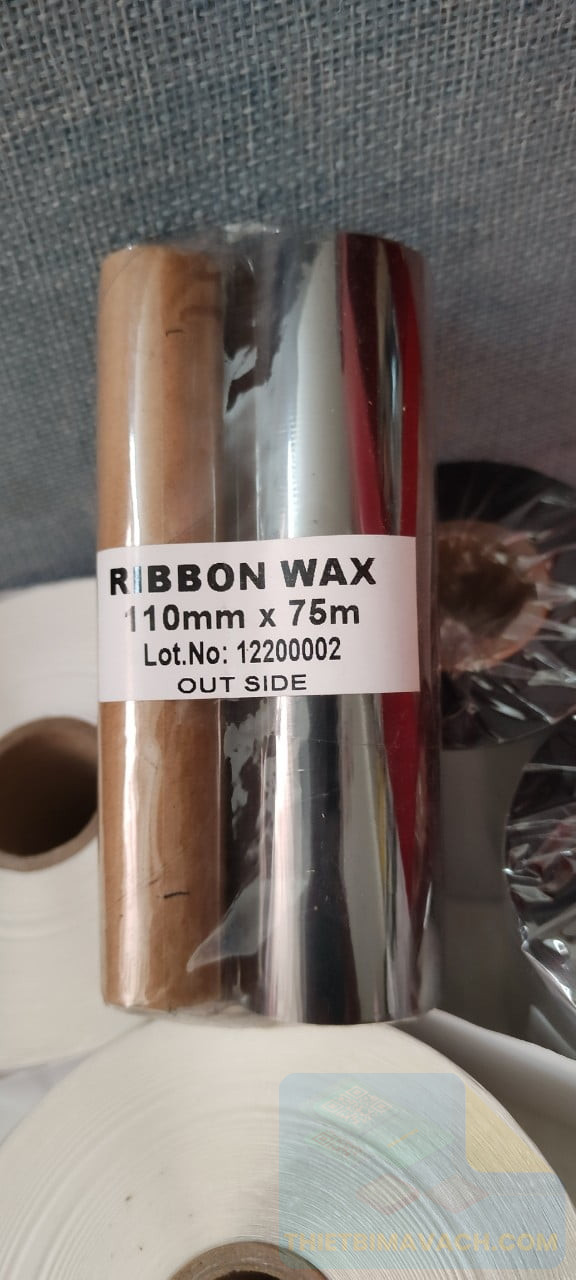 RIBBON WAX
110mm x 75m
Lot.No: 12200002
OUT SIDE
THIETBIMAVACH.COM